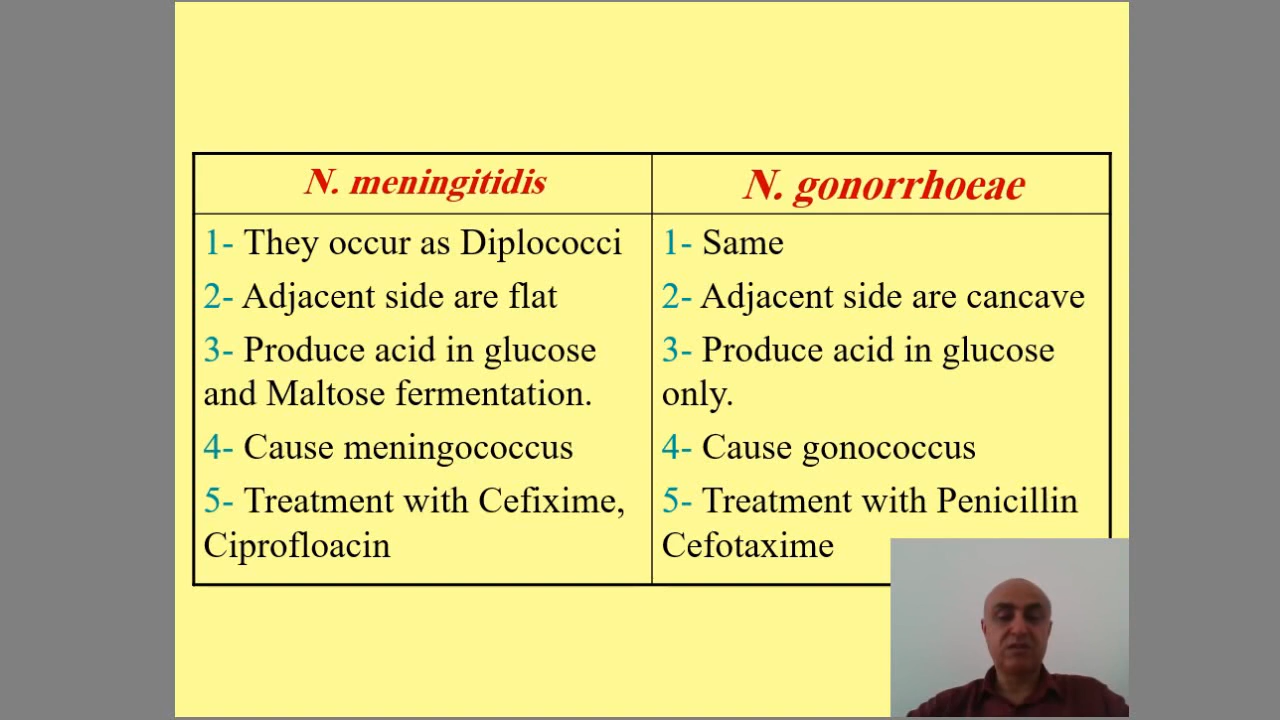 N. meningitidis
N. gonorrhoeae
1- They occur as Diplococci
2- Adjacent side are flat
3- Produce acid in glucose
and Maltose fermentation.
4- Cause meningococcus
5- Treatment with Cefixime,
Ciprofloacin
1- Same
2- Adjacent side are cancave
3- Produce acid in glucose
only.
4- Cause gonococcus
5- Treatment with Penicillin
Cefotaxime